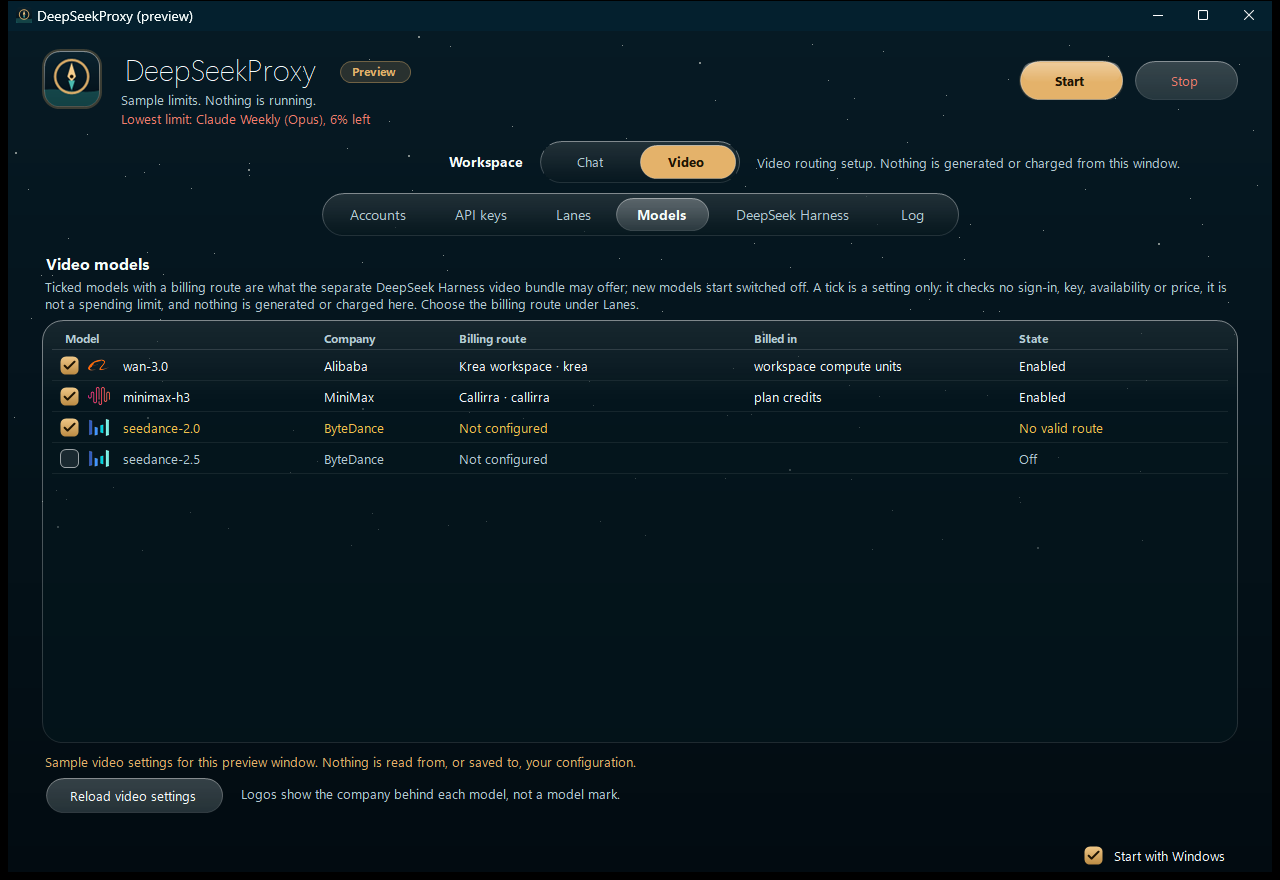 DeepSeekProxy (preview)
DeepSeekProxy Preview
Sample limits. Nothing is running.
Lowest limit: Claude Weekly (Opus), 6% left
Start Stop
Workspace Chat Video Video routing setup. Nothing is generated or charged from this window.
Accounts API keys Lanes Models DeepSeek Harness Log
Video models
Ticked models with a billing route are what the separate DeepSeek Harness video bundle may offer; new models start switched off. A tick is a setting only: it checks no sign-in, key, availability or price, it is
not a spending limit, and nothing is generated or charged here. Choose the billing route under Lanes.
Model Company Billing route Billed in State
wan-3.0 Alibaba Krea workspace · krea workspace compute units Enabled
minimax-h3 MiniMax Callirra · callirra plan credits Enabled
seedance-2.0 ByteDance Not configured No valid route
seedance-2.5 ByteDance Not configured Off
Sample video settings for this preview window. Nothing is read from, or saved to, your configuration.
Reload video settings Logos show the company behind each model, not a model mark.
Start with Windows